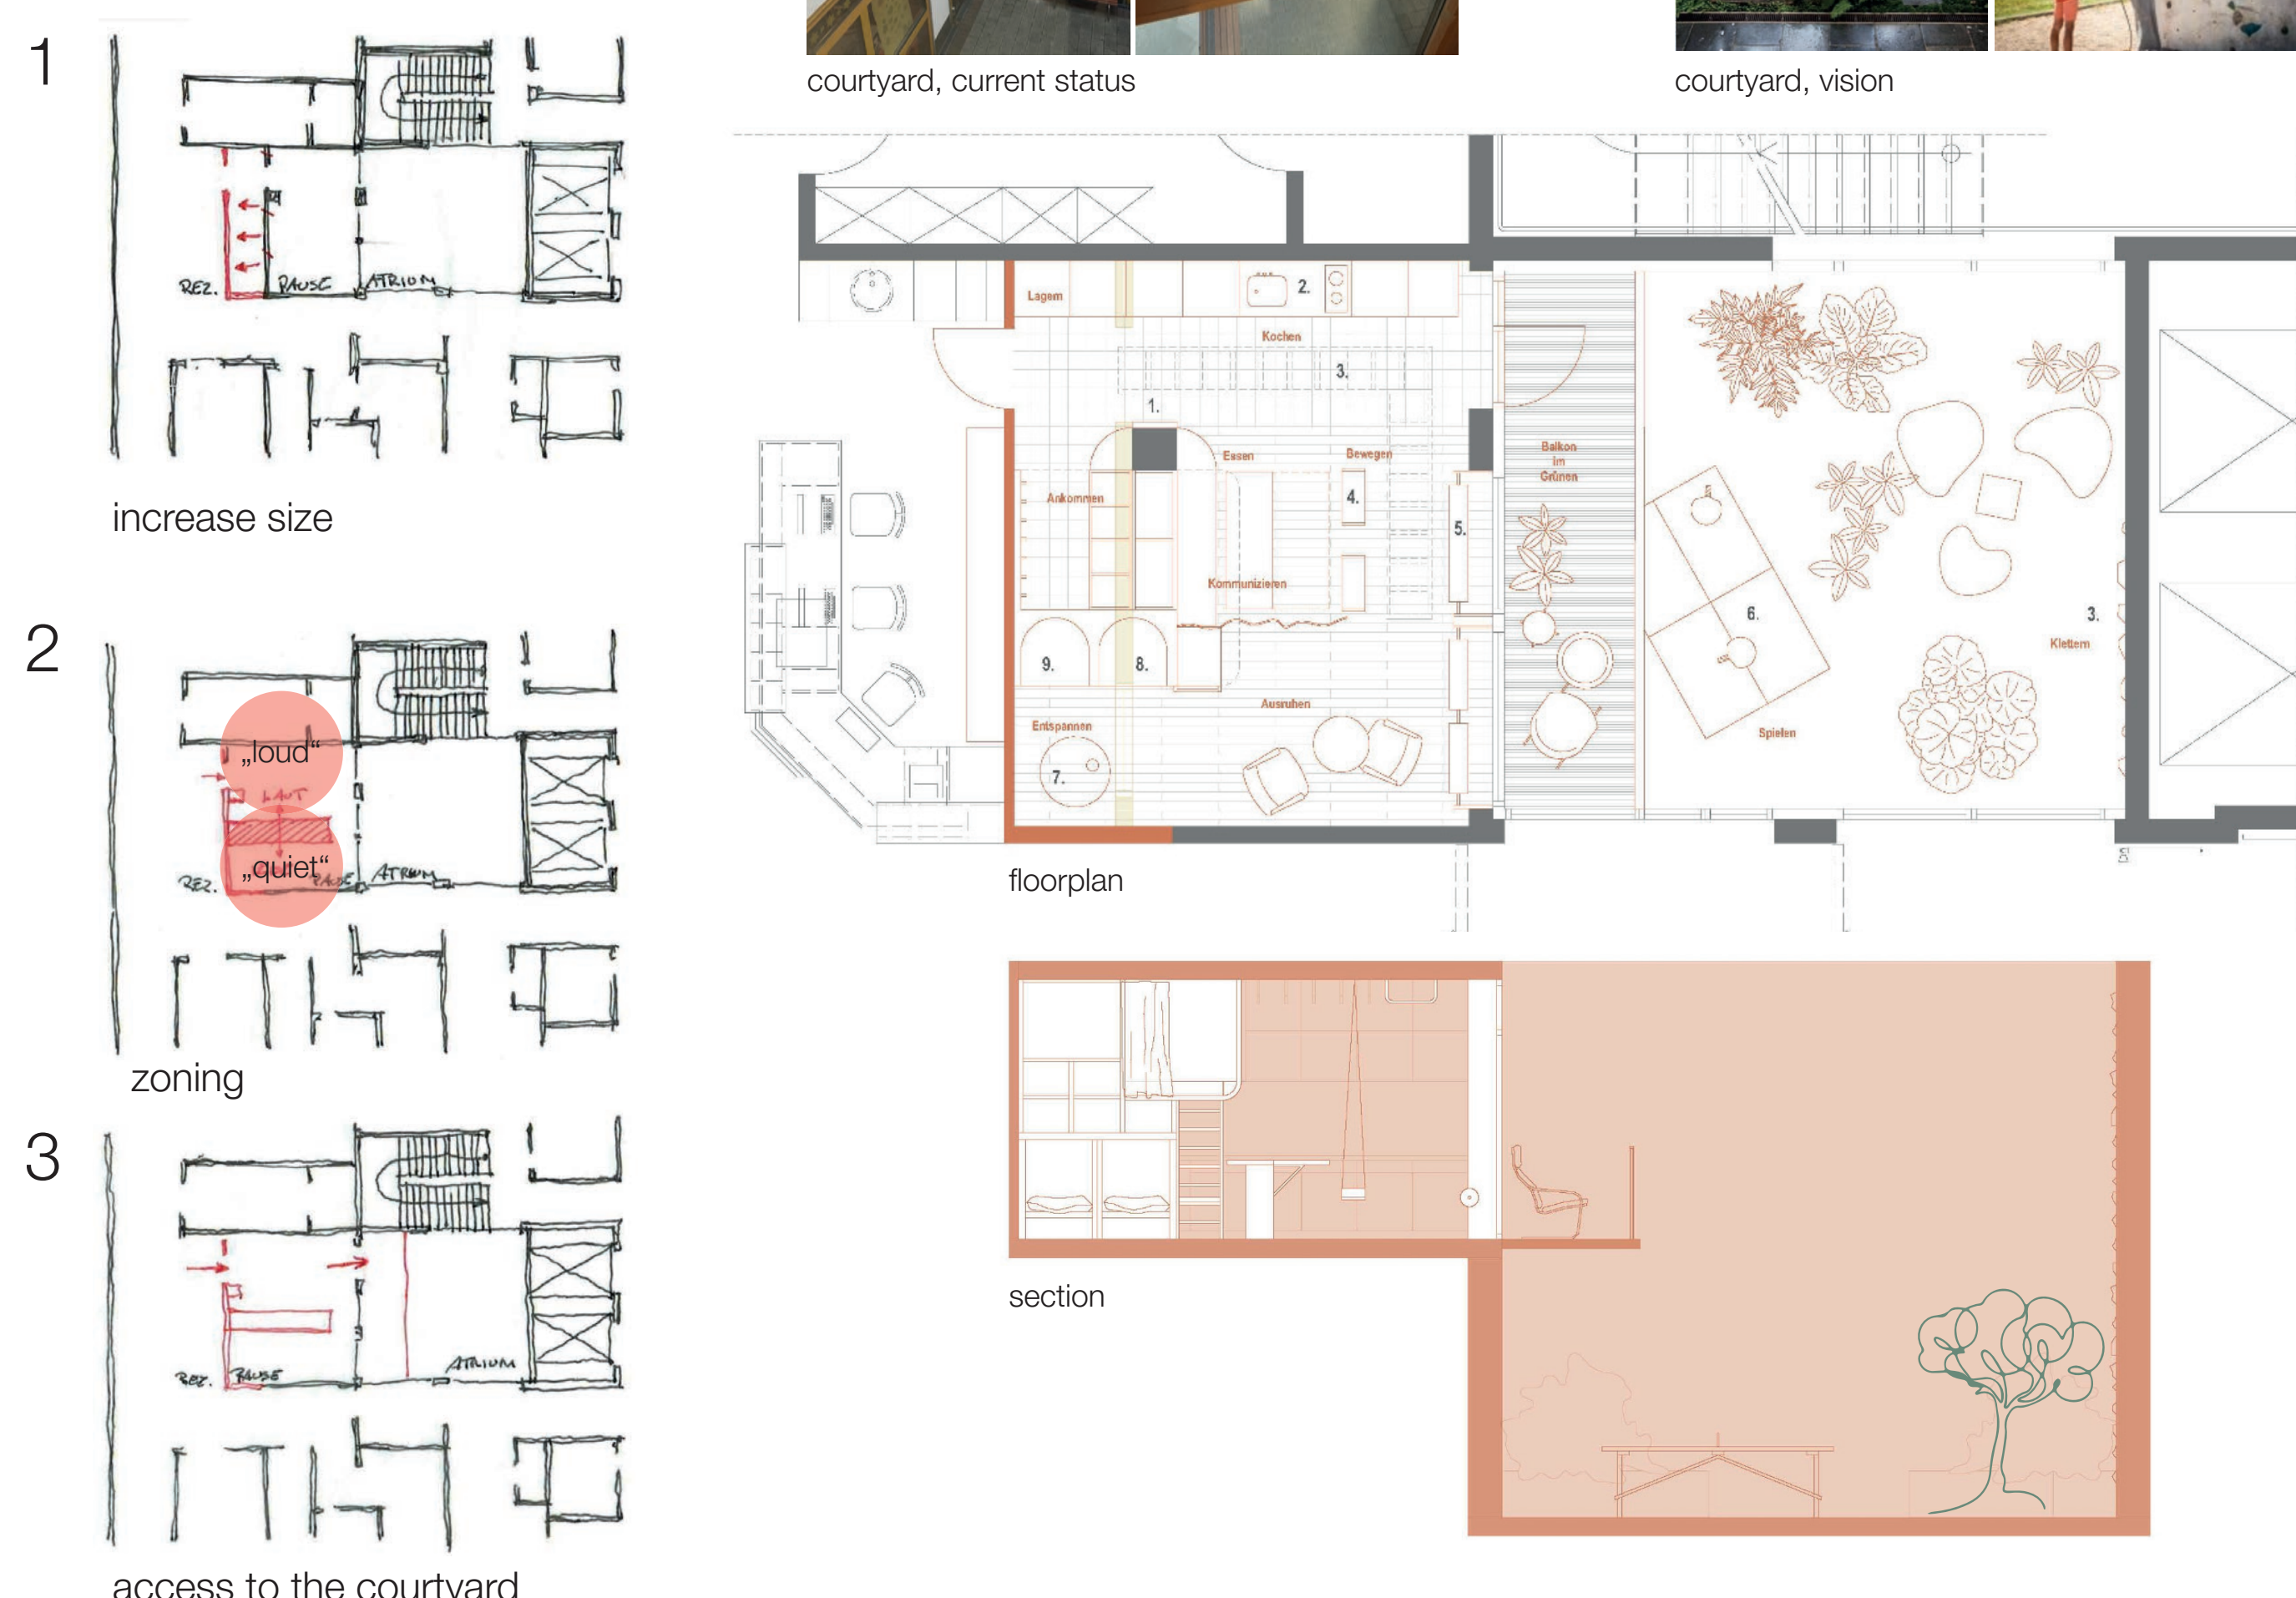 1
REZ.
PAUSE
ATRIUM
increase size
2
„loud“
LAUT
„quiet“
REZ.
PAUSE
ATRIUM
zoning
3
REZ.
PAUSE
ATRIUM
access to the courtyard
courtyard, current status
courtyard, vision
Lagern
2.
Kochen
3.
1.
Essen
Bewegen
Ankommen
4.
5.
Kommunizieren
9.
8.
Ausruhen
Entspannen
7.
Balkon
im
Grünen
6.
3.
Klettern
Spielen
floorplan
section